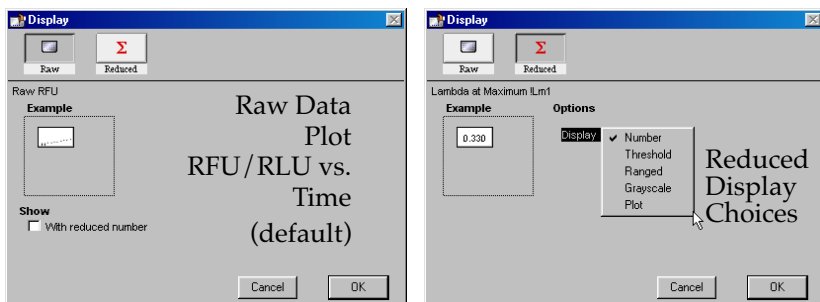 Display
Raw
Σ
Reduced
Raw RFU
Example
Show
With reduced number
Raw Data
Plot
RFU/RLU vs.
Time
(default)
Cancel
OK
Display
Raw
Σ
Reduced
Lambda at Maximum !Lm1
Example
0.330
Options
Display
✓ Number
Threshold
Ranged
Grayscale
Plot
Reduced
Display
Choices
Cancel
OK